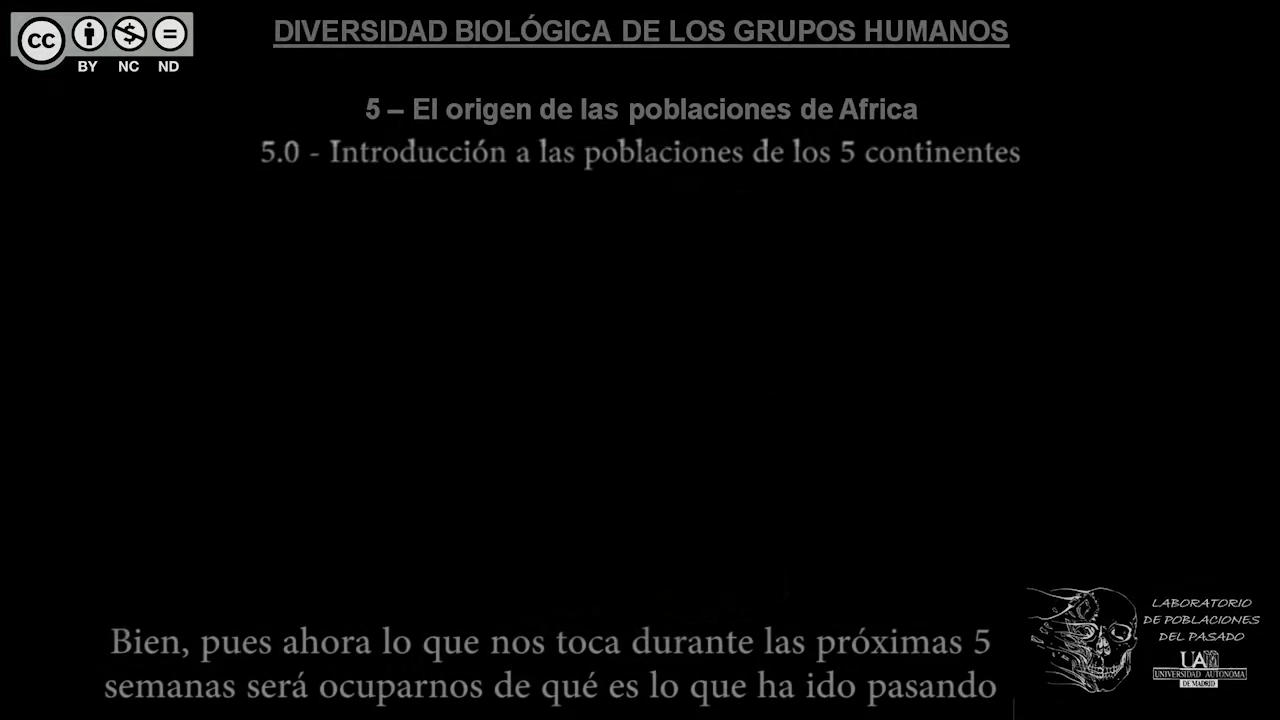 DIVERSIDAD BIOLÓGICA DE LOS GRUPOS HUMANOS
cc
BY NC ND
5 – El origen de las poblaciones de Africa
5.0 - Introducción a las poblaciones de los 5 continentes
Bien, pues ahora lo que nos toca durante las próximas 5
semanas será ocuparnos de qué es lo que ha ido pasando
LABORATORIO
DE POBLACIONES
DEL PASADO
UAM
UNIVERSIDAD AUTONOMA
DE MADRID